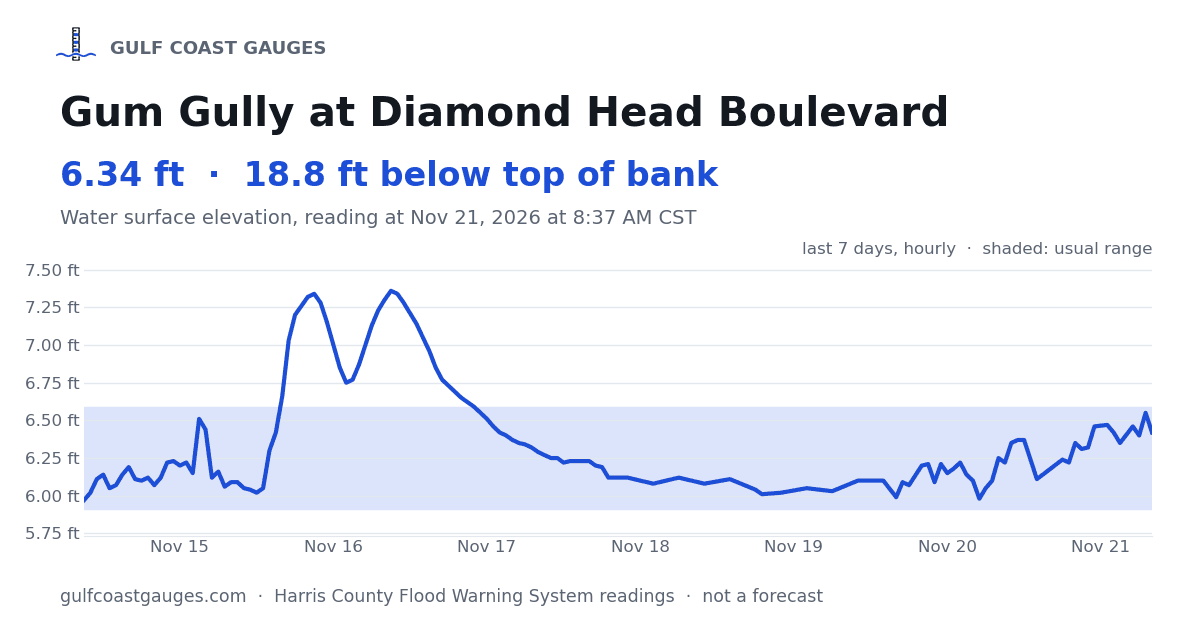 GULF COAST GAUGES
Gum Gully at Diamond Head Boulevard
6.34 ft · 18.8 ft below top of bank
Water surface elevation, reading at Nov 21, 2026 at 8:37 AM CST
last 7 days, hourly · shaded: usual range
7.50 ft
7.25 ft
7.00 ft
6.75 ft
6.50 ft
6.25 ft
6.00 ft
5.75 ft
Nov 15 Nov 16 Nov 17 Nov 18 Nov 19 Nov 20 Nov 21
gulfcoastgauges.com · Harris County Flood Warning System readings · not a forecast